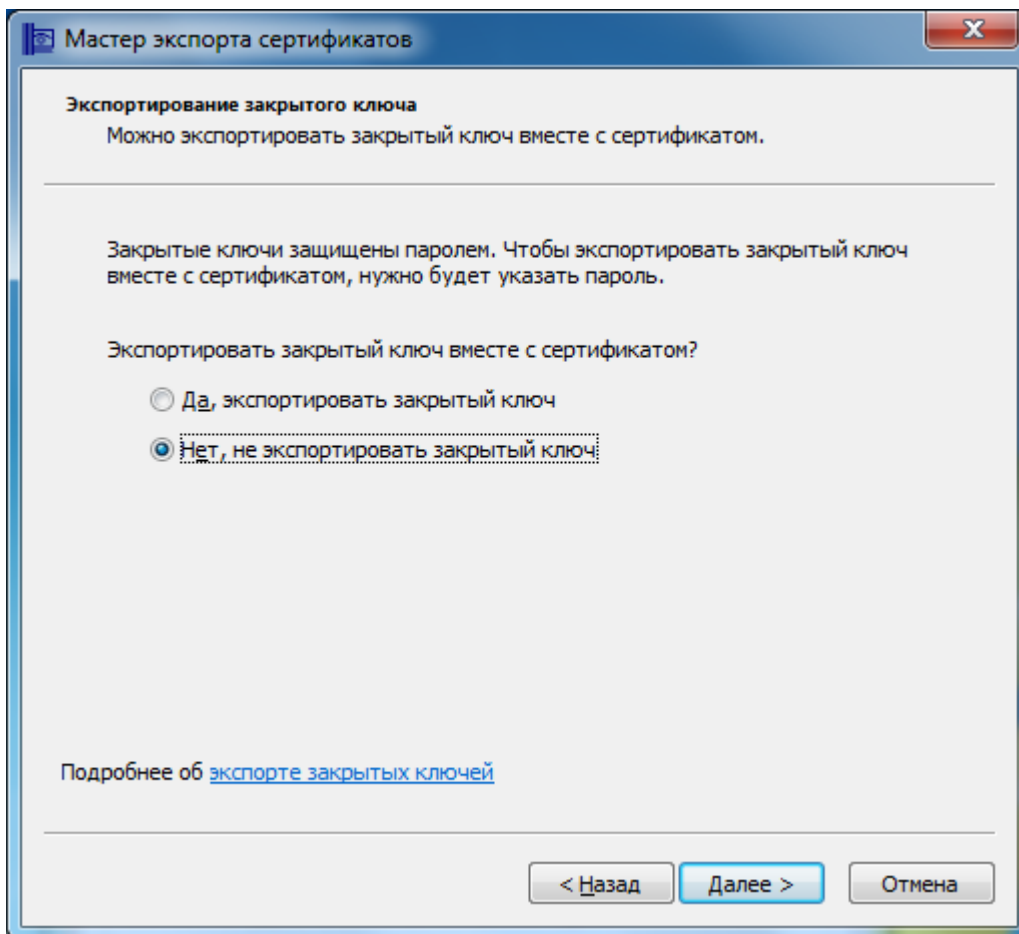 Мастер экспорта сертификатов
Экспортирование закрытого ключа
Можно экспортировать закрытый ключ вместе с сертификатом.
Закрытые ключи защищены паролем. Чтобы экспортировать закрытый ключ
вместе с сертификатом, нужно будет указать пароль.
Экспортировать закрытый ключ вместе с сертификатом?
Да, экспортировать закрытый ключ
Нет, не экспортировать закрытый ключ
Подробнее об экспорте закрытых ключей
< Назад Далее > Отмена